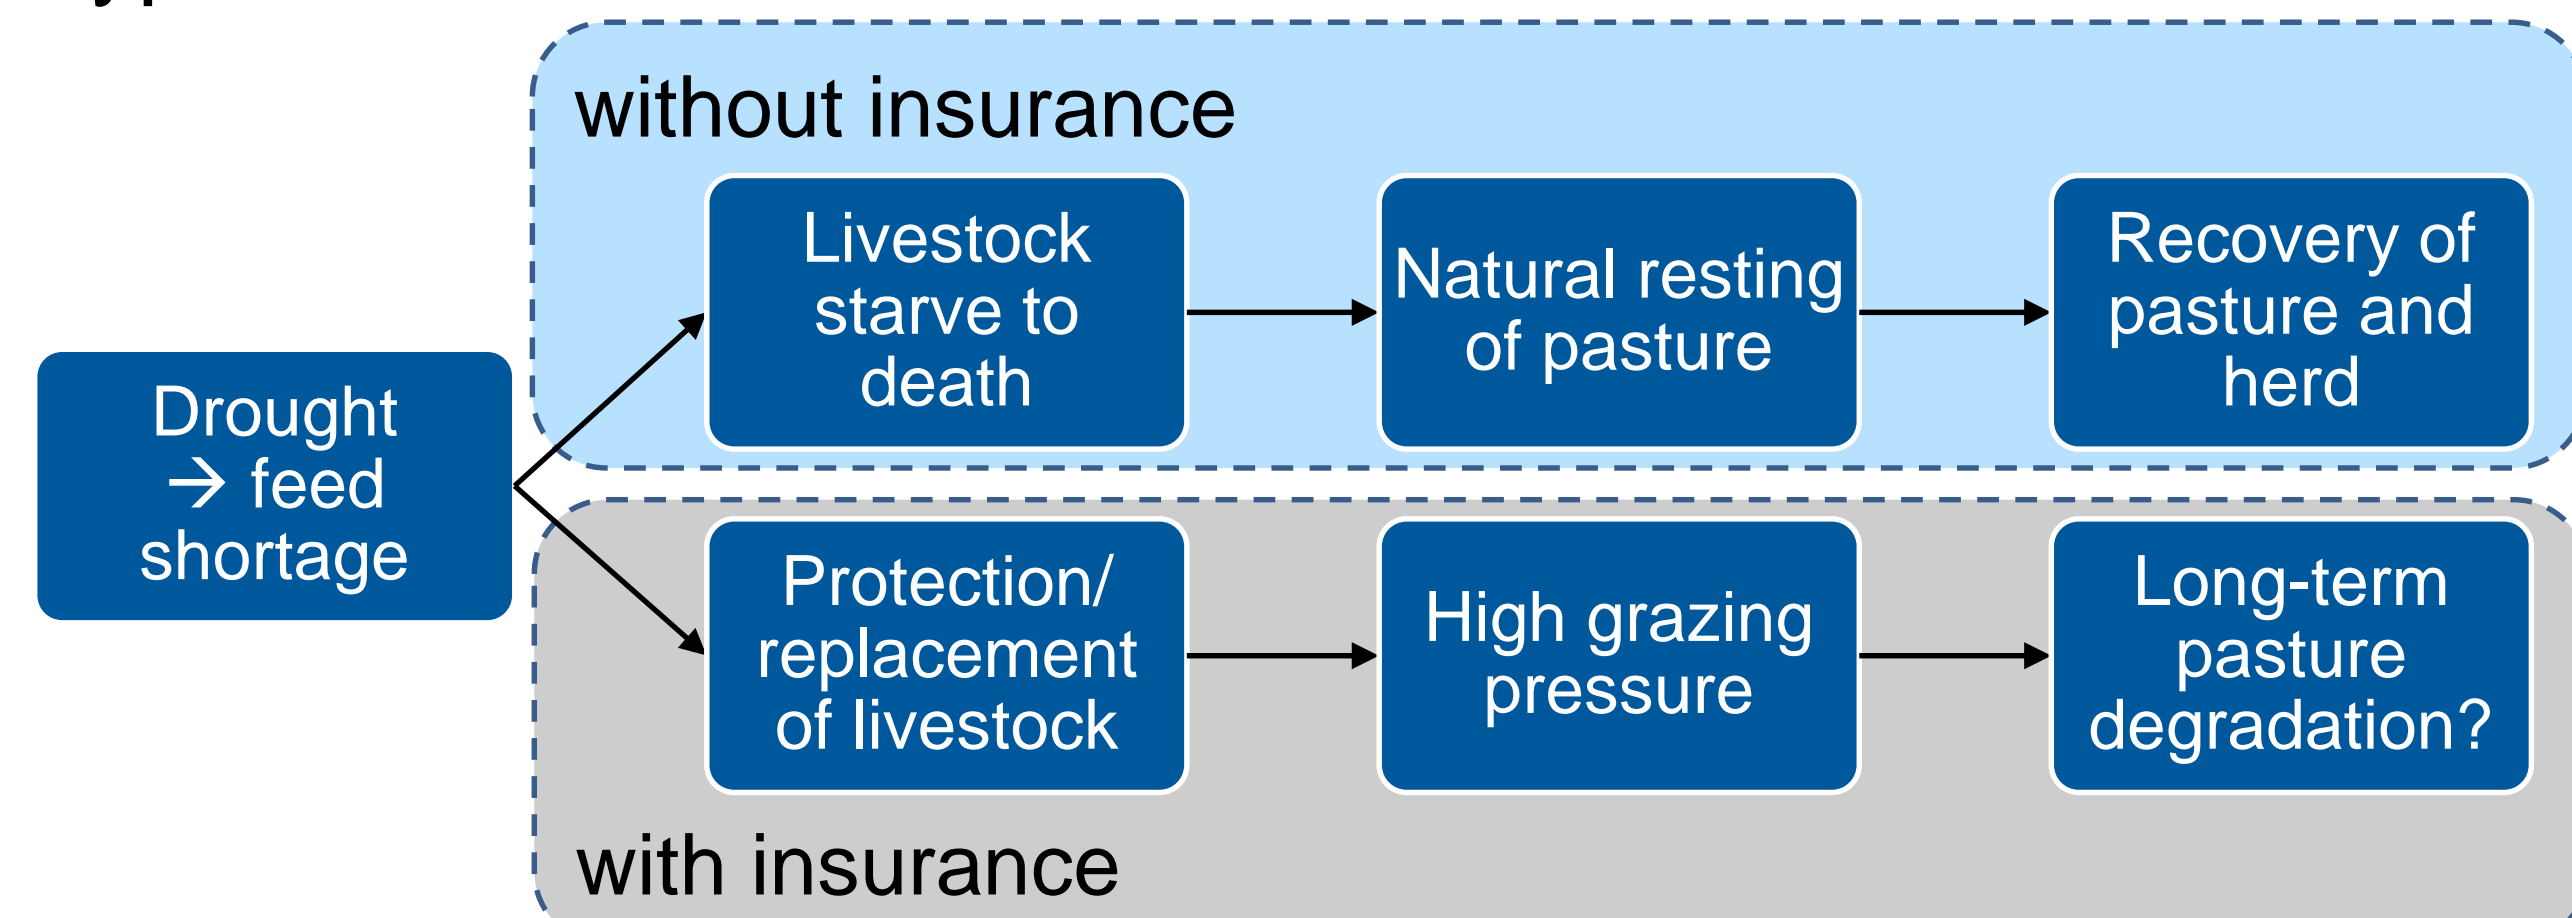 without insurance
Livestock
starve to
death
Natural resting
of pasture
Recovery of
pasture and
herd
Drought
→ feed
shortage
Protection/
replacement
of livestock
High grazing
pressure
Long-term
pasture
degradation?
with insurance